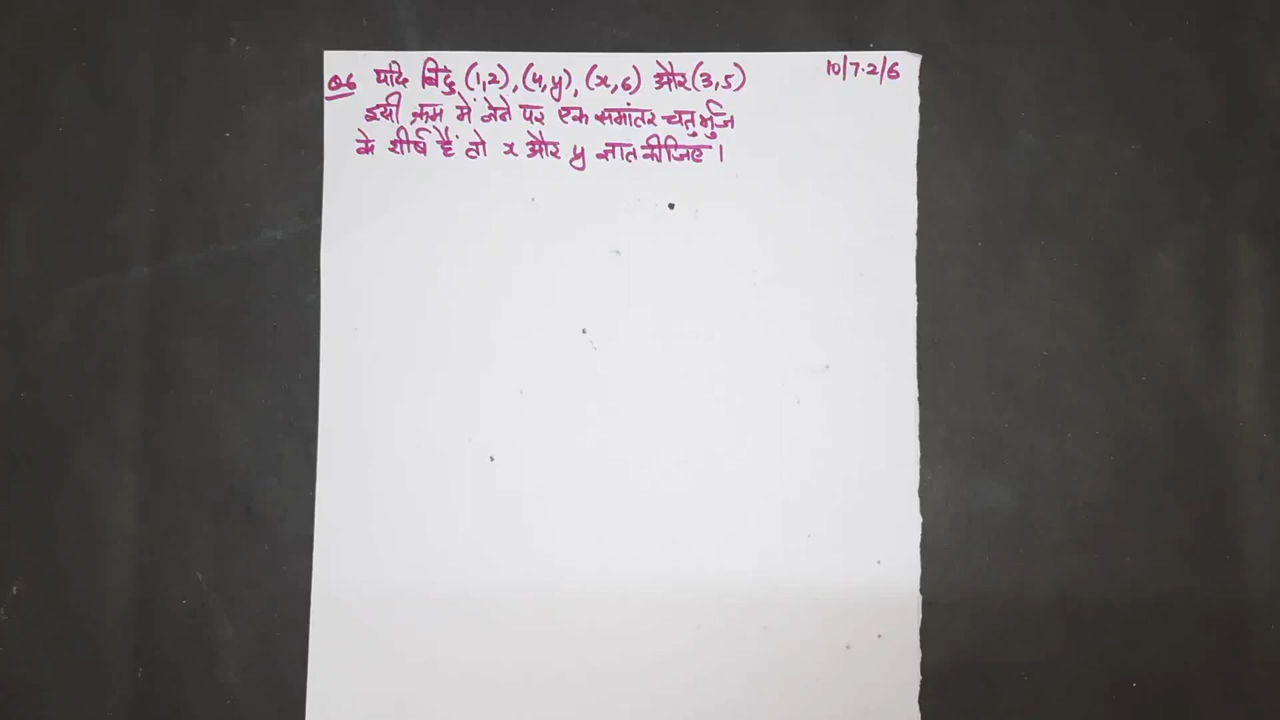 Q6 यदि बिंदु (1,2), (4,y), (x,6) और (3,5)
10/7.2/6
इसी क्रम में लेने पर एक समांतर चतुर्भुज
के शीर्ष हैं तो x और y ज्ञात कीजिए।